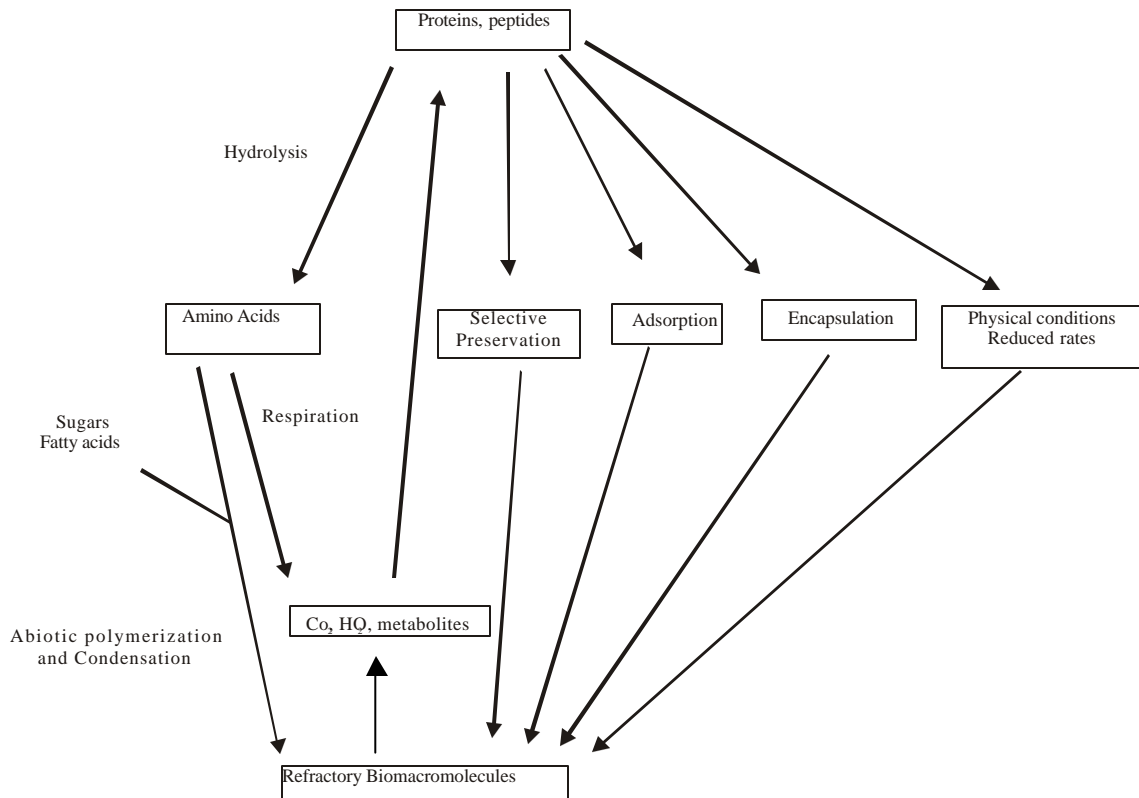 Proteins, peptides
Hydrolysis
Amino Acids
Selective
Preservation
Adsorption
Encapsulation
Physical conditions
Reduced rates
Respiration
Sugars
Fatty acids
Co₂, HO₂, metabolites
Abiotic polymerization
and Condensation
Refractory Biomacromolecules